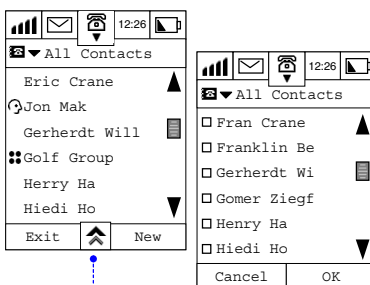 12:26
All Contacts
Eric Crane
Jon Mak
Gerherdt Will
Golf Group
Herry Ha
Hiedi Ho
Exit New
12:26
All Contacts
Fran Crane
Franklin Be
Gerherdt Wi
Gomer Ziegf
Henry Ha
Hiedi Ho
Cancel OK